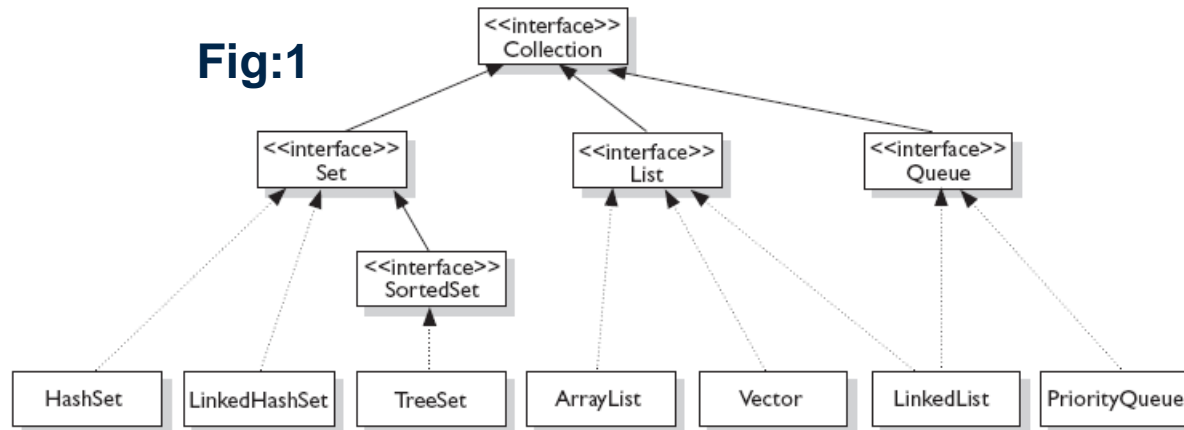 Fig:1
<<interface>>
Collection
<<interface>>
Set
<<interface>>
List
<<interface>>
Queue
<<interface>>
SortedSet
HashSet
LinkedHashSet
TreeSet
ArrayList
Vector
LinkedList
PriorityQueue